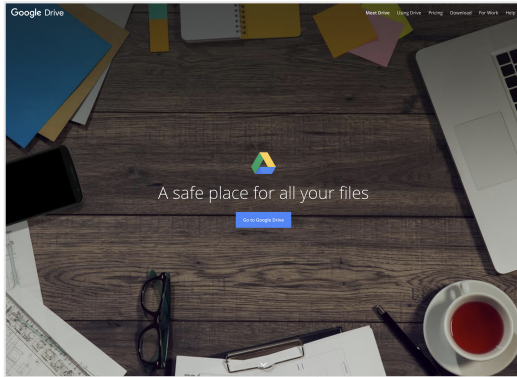 Google Drive
Meet Drive Using Drive Pricing Download For Work Help
A safe place for all your files
Go to Google Drive